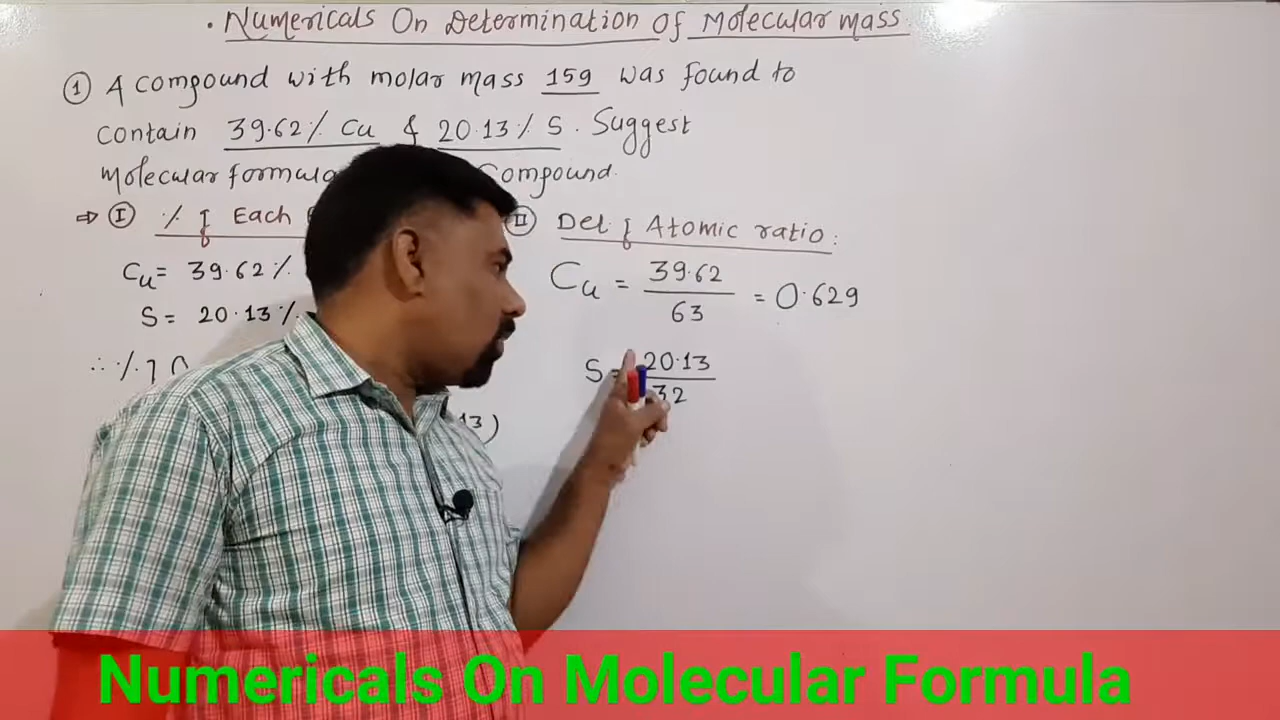 • Numericals On Determination of Molecular mass.
① A compound with molar mass 159 was found to
contain 39.62% Cu & 20.13% S. Suggest
molecular formula Compound.
⇒ Ⓘ % of Each
Cu = 39.62%
S = 20.13%
∴ % of O
13)
Ⓘ Det. of Atomic ratio:
Cu = 39.62 / 63 = 0.629
S = 20.13 / 32
Numericals On Molecular Formula